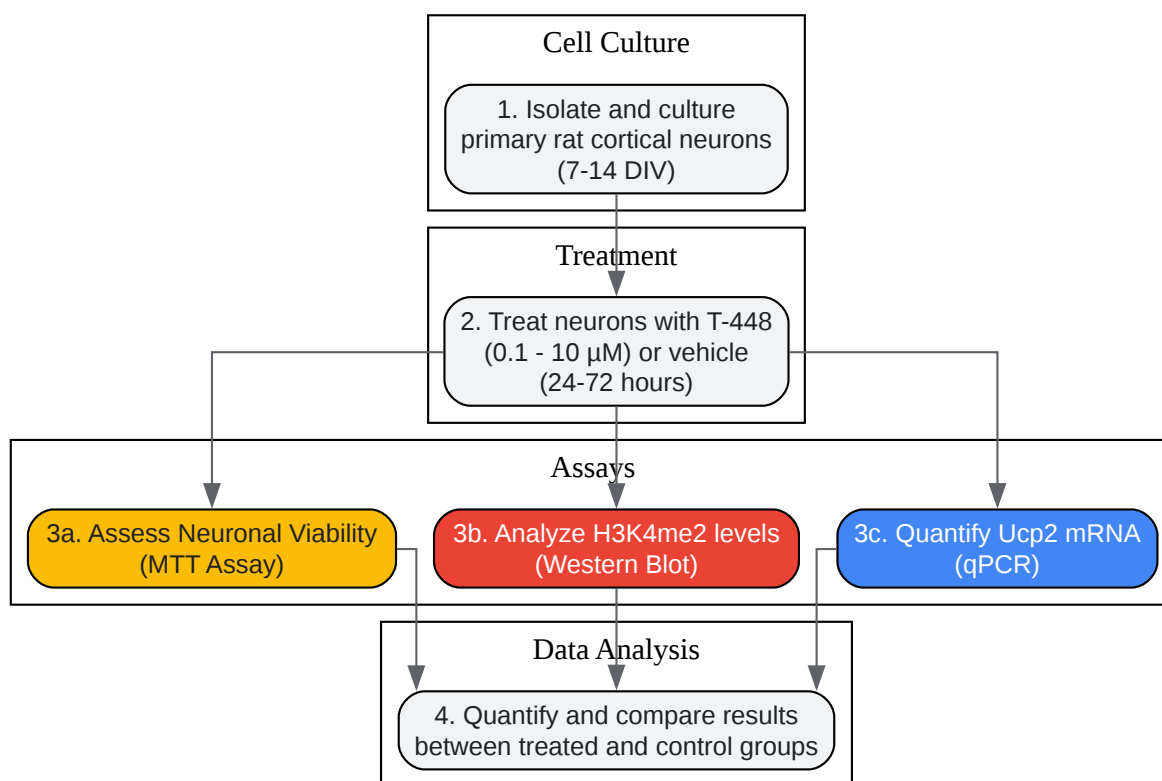 Cell Culture
1. Isolate and culture
primary rat cortical neurons
(7-14 DIV)
Treatment
2. Treat neurons with T-448
(0.1 - 10 µM) or vehicle
(24-72 hours)
Assays
3a. Assess Neuronal Viability
(MTT Assay)
3b. Analyze H3K4me2 levels
(Western Blot)
3c. Quantify Ucp2 mRNA
(qPCR)
Data Analysis
4. Quantify and compare results
between treated and control groups